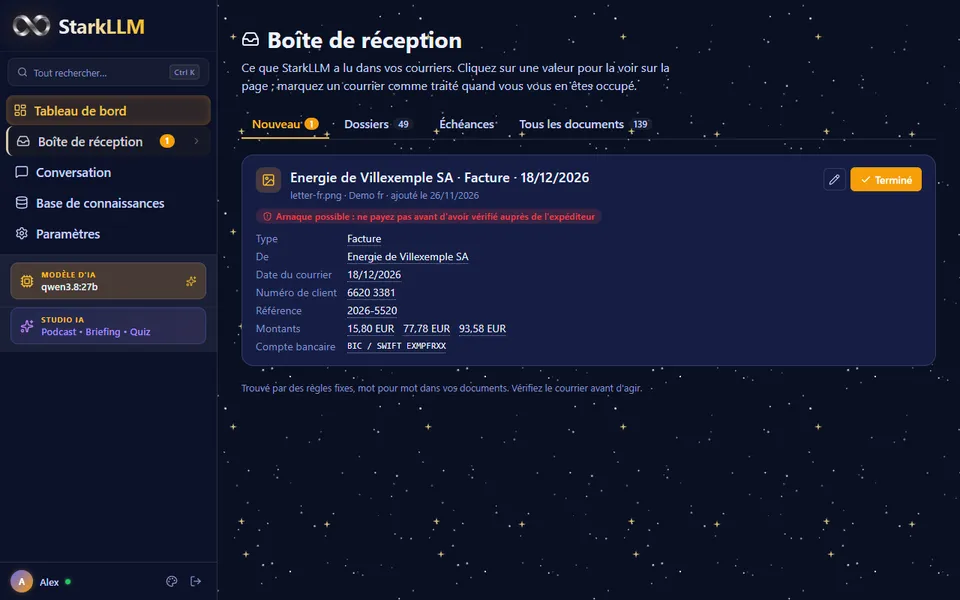 StarkLLM
Tout rechercher...
Ctrl K
Tableau de bord
Boîte de réception
1
Conversation
Base de connaissances
Paramètres
MODÈLE D'IA
qwen3.8:27b
STUDIO IA
Podcast • Briefing • Quiz
A
Alex
Boîte de réception
Ce que StarkLLM a lu dans vos courriers. Cliquez sur une valeur pour la voir sur la
page ; marquez un courrier comme traité quand vous vous en êtes occupé.
Nouveau 1
Dossiers 49
Échéances
Tous les documents 139
Energie de Villexemple SA · Facture · 18/12/2026
letter-fr.png · Demo fr · ajouté le 26/11/2026
Terminé
Arnaque possible : ne payez pas avant d'avoir vérifié auprès de l'expéditeur
Type Facture
De Energie de Villexemple SA
Date du courrier 18/12/2026
Numéro de client 6620 3381
Référence 2026-5520
Montants 15,80 EUR 77,78 EUR 93,58 EUR
Compte bancaire BIC / SWIFT EXMPFRXX
Trouvé par des règles fixes, mot pour mot dans vos documents. Vérifiez le courrier avant d'agir.